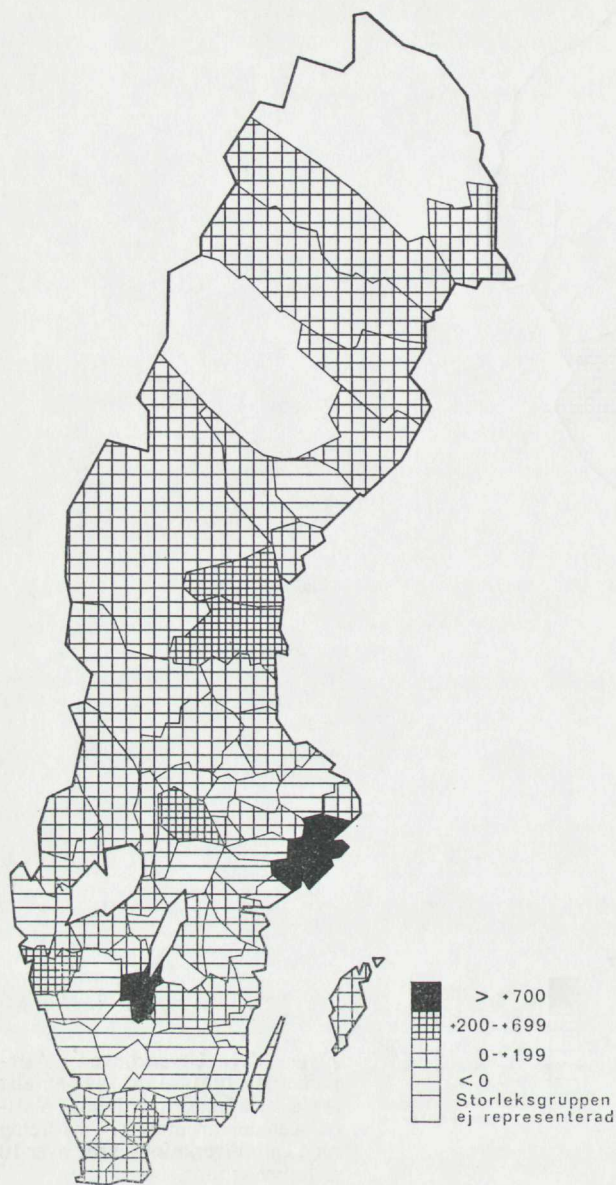 > +700
+200-+699
0-+199
< 0
Storleksgruppen
ej representerad